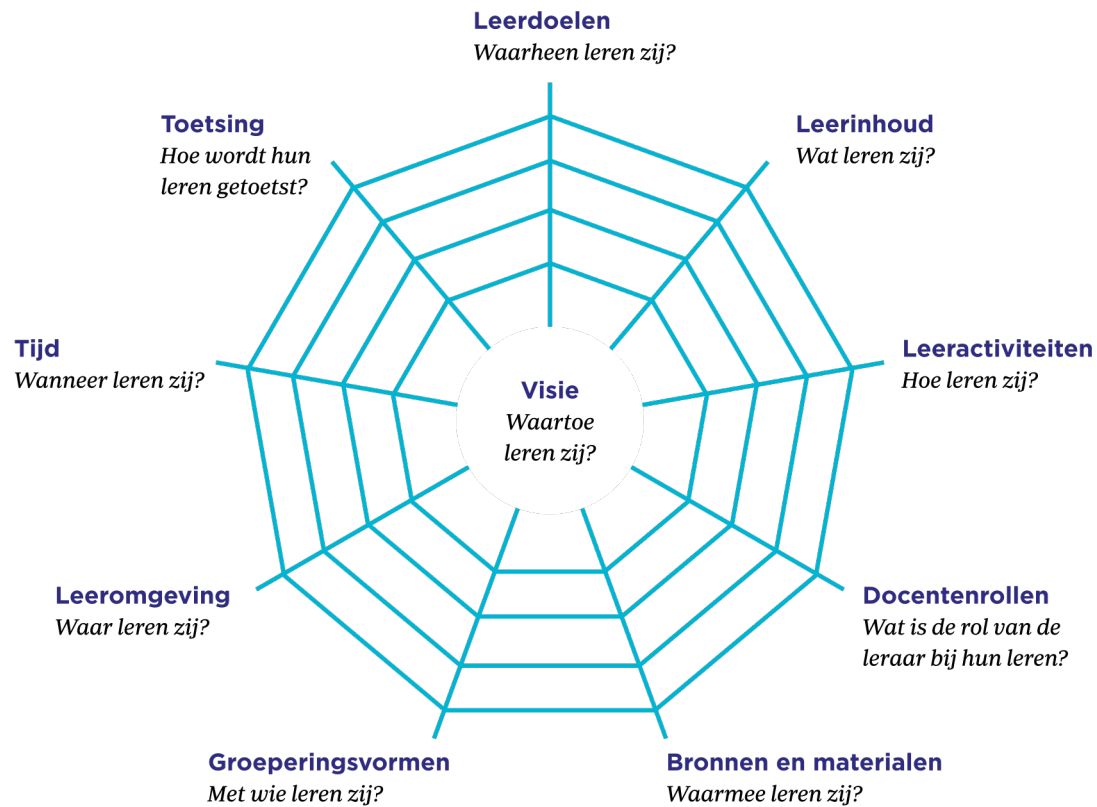 Leerdoelen
Waarheen leren zij?
Leerinhoud
Wat leren zij?
Leeractiviteiten
Hoe leren zij?
Docentenrollen
Wat is de rol van de
leraar bij hun leren?
Bronnen en materialen
Waarmee leren zij?
Groeperingsvormen
Met wie leren zij?
Leeromgeving
Waar leren zij?
Tijd
Wanneer leren zij?
Toetsing
Hoe wordt hun
leren getoetst?
Visie
Waartoe
leren zij?